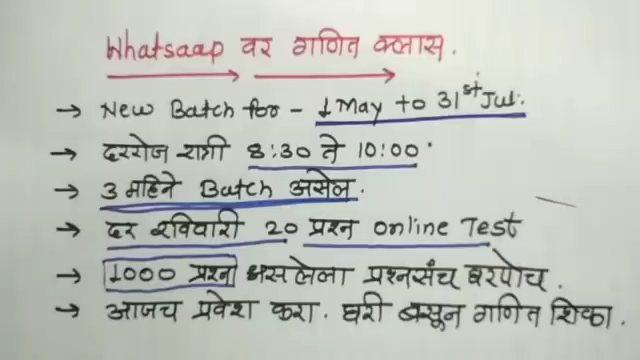 Whatsaap वर गणित क्लास.
→ New Batch for - 1 May to 31st Jul.
→ दररोज रात्री 8:30 ते 10:00
→ 3 महिने Batch असेल.
→ दर रविवारी 20 प्रश्न online Test
→ 1000 प्रश्न असलेला प्रश्नसंच घरपोच.
→ आजच प्रवेश करा. घरी बसून गणित शिका.